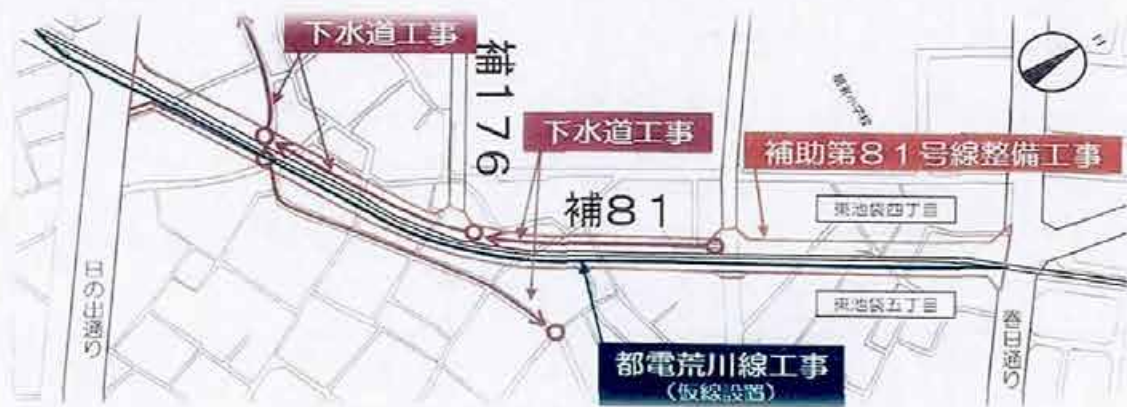 下水道工事
補176
下水道工事
補助第81号線整備工事
補81
東池袋四丁目
日の出通り
東池袋五丁目
春日通り
都電荒川線工事
(仮線設置)